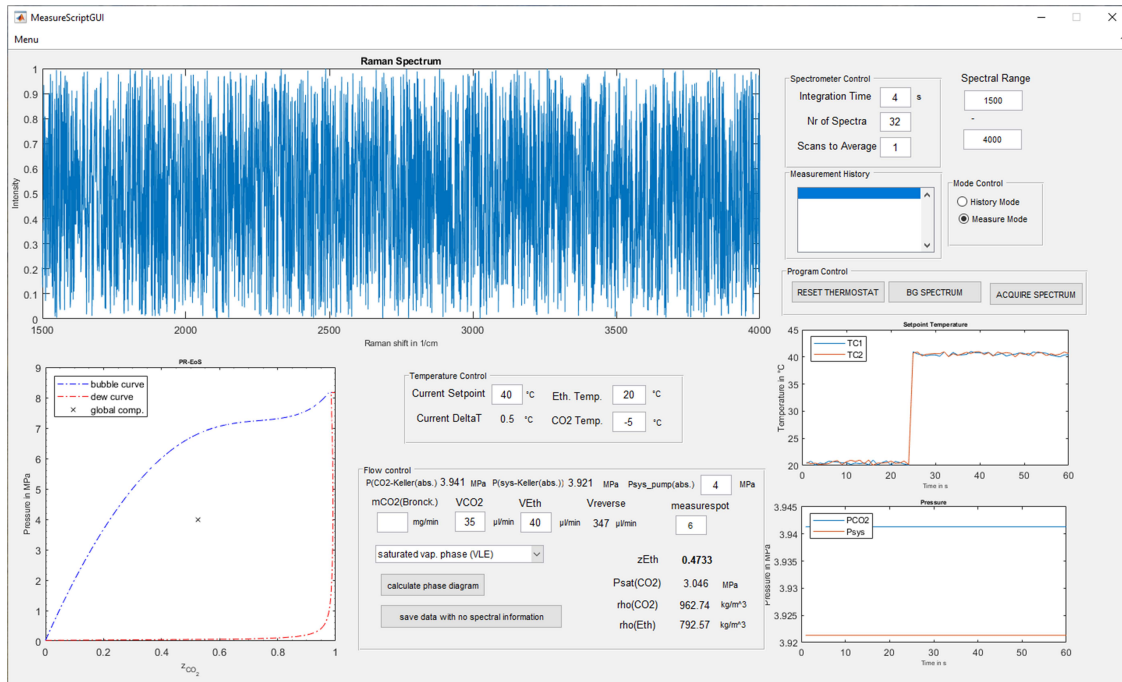 MeasureScriptGUI
Menu
Raman Spectrum
Intensity
1
0.9
0.8
0.7
0.6
0.5
0.4
0.3
0.2
0.1
0
1500 2000 2500 3000 3500 4000
Raman shift in 1/cm
Spectrometer Control
Integration Time 4 s
Nr of Spectra 32
Scans to Average 1
Spectral Range
1500
-
4000
Measurement History
Mode Control
History Mode
Measure Mode
Program Control
RESET THERMOSTAT BG SPECTRUM ACQUIRE SPECTRUM
PR-EoS
Pressure in MPa
9
8
7
6
5
4
3
2
1
0
bubble curve
dew curve
global comp.
0 0.2 0.4 0.6 0.8 1
z_CO2
Temperature Control
Current Setpoint 40 °C Eth. Temp. 20 °C
Current DeltaT 0.5 °C CO2 Temp. -5 °C
Flow control
P(CO2-Keller(abs.) 3.941 MPa P(sys-Keller(abs.)) 3.921 MPa Psys_pump(abs.) 4 MPa
mCO2(Bronck.) VCO2 VEth Vreverse measurespot
mg/min 35 µl/min 40 µl/min 347 µl/min 6
saturated vap. phase (VLE)
zEth 0.4733
calculate phase diagram
Psat(CO2) 3.046 MPa
save data with no spectral information
rho(CO2) 962.74 kg/m^3
rho(Eth) 792.57 kg/m^3
Setpoint Temperature
Temperature in °C
45
40
35
30
25
20
TC1
TC2
0 10 20 30 40 50 60
Time in s
Pressure
Pressure in MPa
3.945
3.94
3.935
3.93
3.925
3.92
PCO2
Psys
0 10 20 30 40 50 60
Time in s